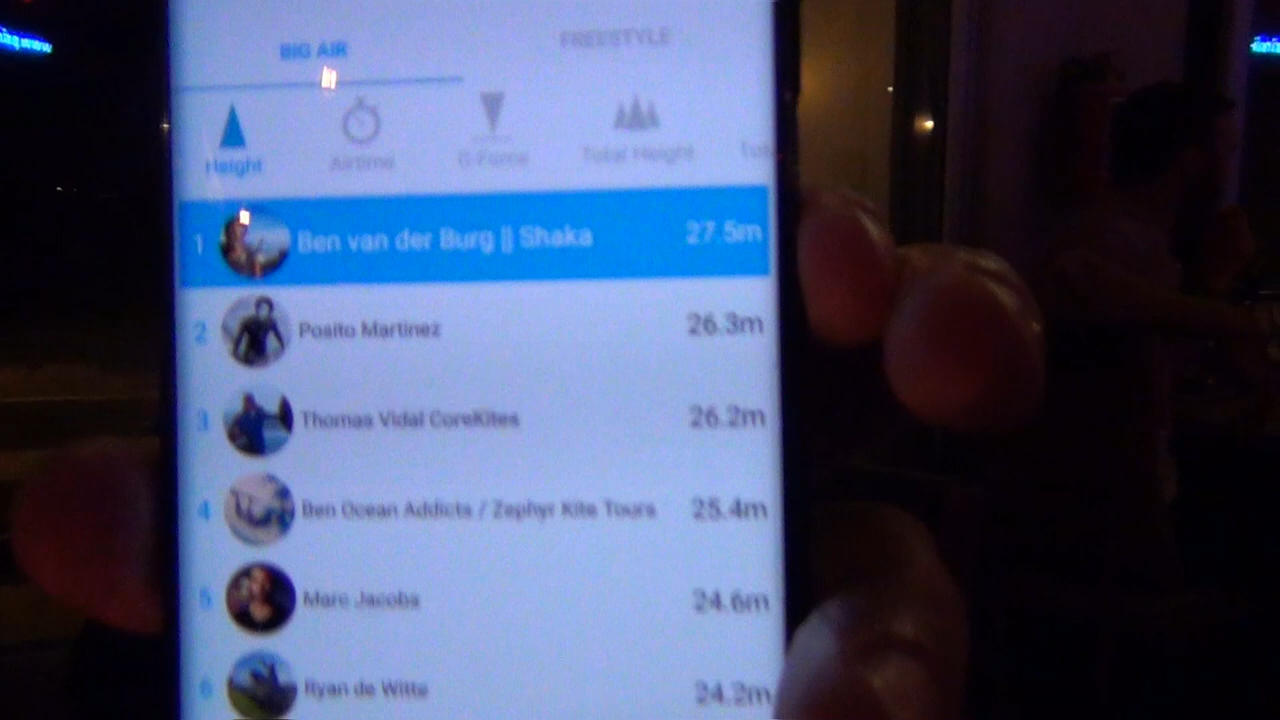 BIG AIR FREESTYLE
Height Airtime G-Force Total Height
1 Ben van der Burg || Shaka 27.5m
2 Posito Martinez 26.3m
3 Thomas Vidal CoreKites 26.2m
4 Ben Ocean Addicts / Zephyr Kite Tours 25.4m
5 Marc Jacobs 24.6m
6 Ryan de Witte 24.2m